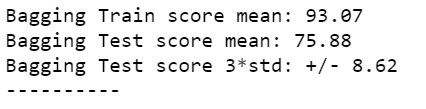 Bagging Train score mean: 93.07
Bagging Test score mean: 75.88
Bagging Test score 3*std: +/- 8.62
----------